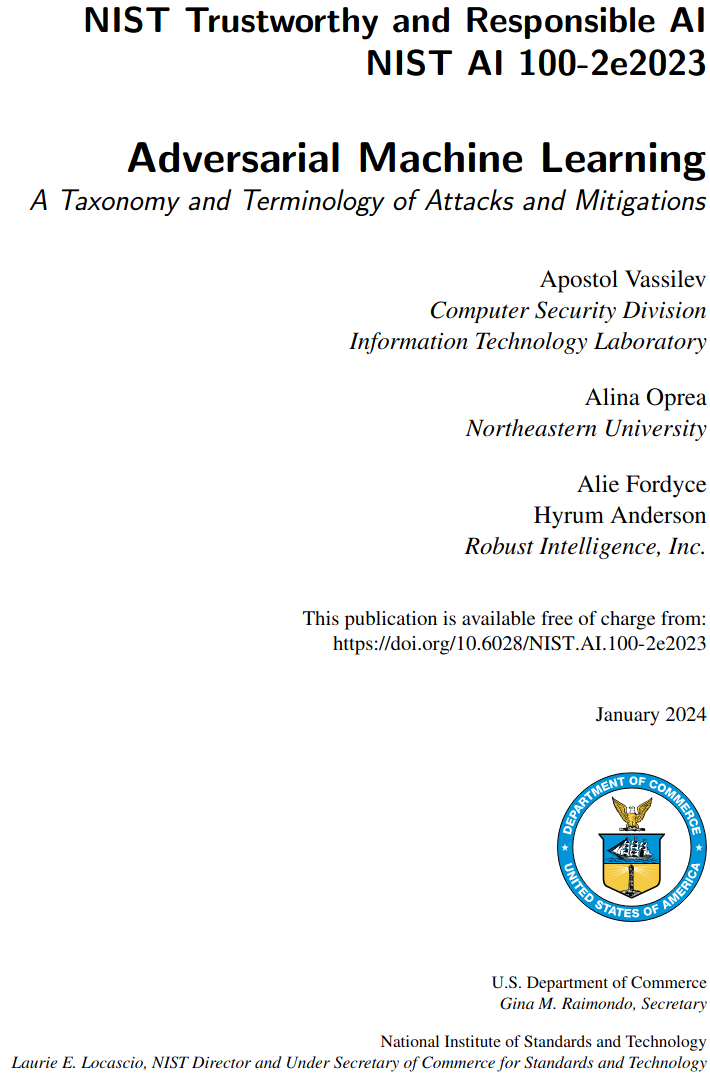 NIST Trustworthy and Responsible AI
NIST AI 100-2e2023
Adversarial Machine Learning
A Taxonomy and Terminology of Attacks and Mitigations
Apostol Vassilev
Computer Security Division
Information Technology Laboratory
Alina Oprea
Northeastern University
Alie Fordyce
Hyrum Anderson
Robust Intelligence, Inc.
This publication is available free of charge from:
https://doi.org/10.6028/NIST.AI.100-2e2023
January 2024
DEPARTMENT OF COMMERCE
UNITED STATES OF AMERICA
U.S. Department of Commerce
Gina M. Raimondo, Secretary
National Institute of Standards and Technology
Laurie E. Locascio, NIST Director and Under Secretary of Commerce for Standards and Technology